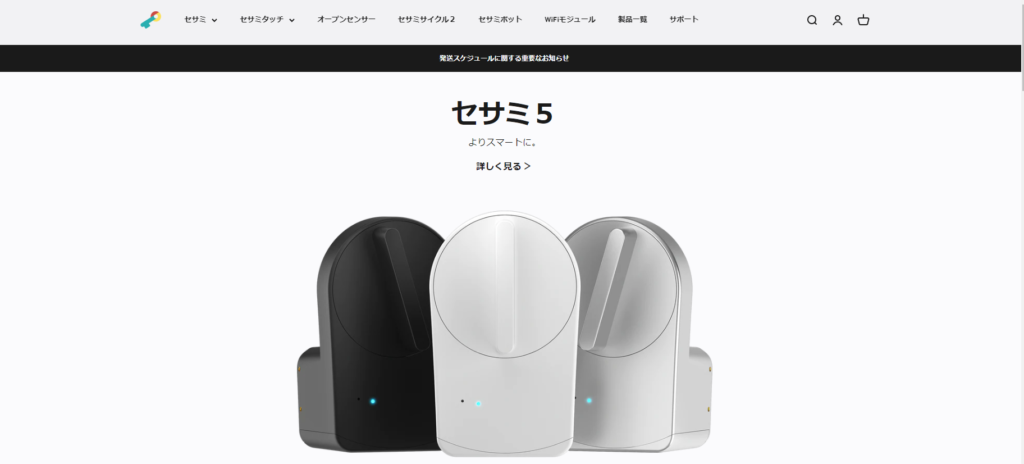 セサミ
セサミタッチ
オープンセンサー
セサミサイクル２
セサミボット
WiFiモジュール
製品一覧
サポート
発送スケジュールに関する重要なお知らせ
セサミ５
よりスマートに。
詳しく見る >